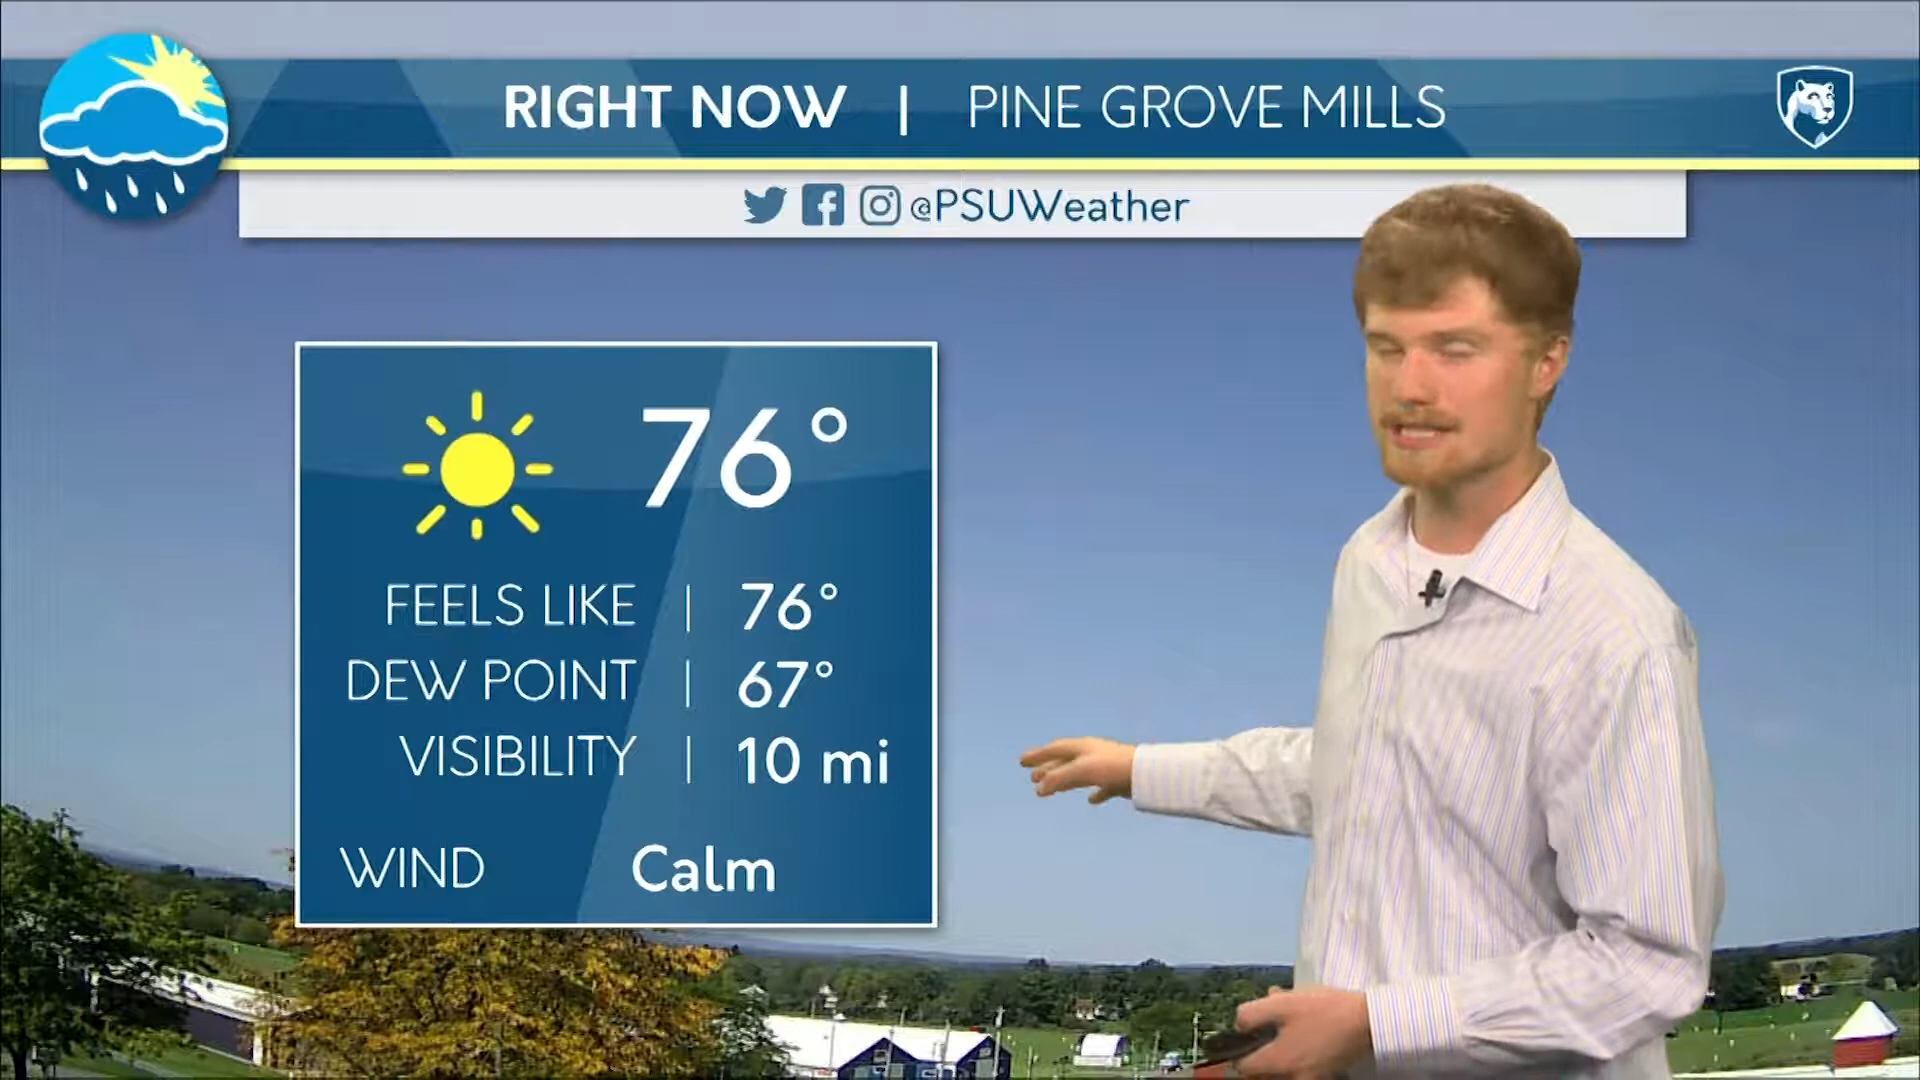 RIGHT NOW | PINE GROVE MILLS
@PSUWeather
76°
FEELS LIKE | 76°
DEW POINT | 67°
VISIBILITY | 10 mi
WIND Calm